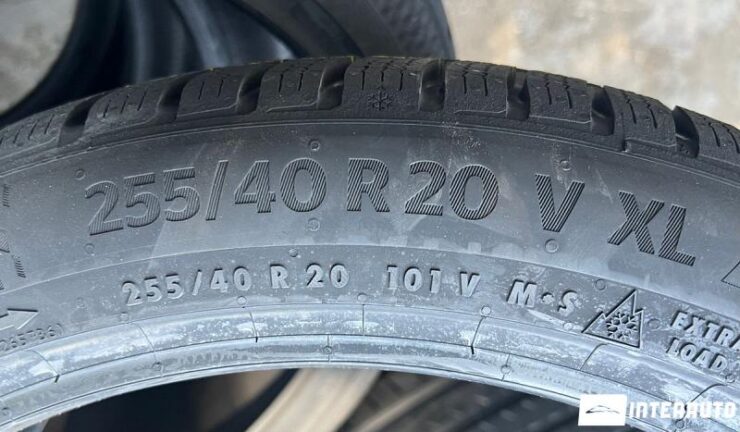 255/40 R 20 V XL
255/40 R 20 101 V M•S EXTRA
LOAD
INTERAUTO